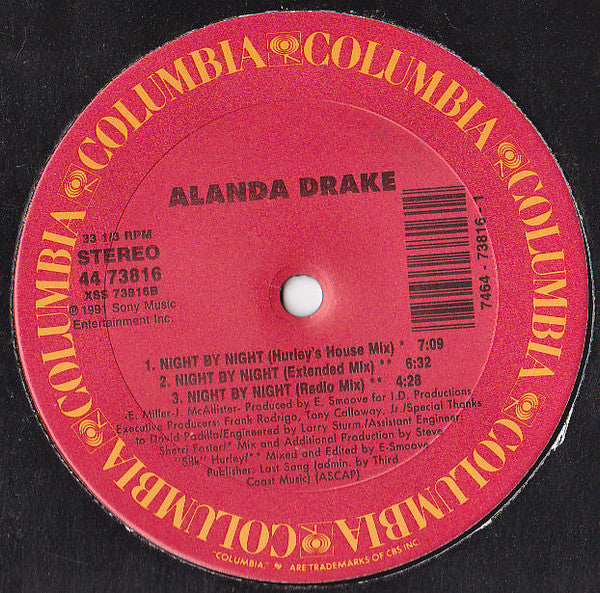 COLUMBIA COLUMBIA COLUMBIA COLUMBIA COLUMBIA COLUMBIA COLUMBIA COLUMBIA
ALANDA DRAKE
33 1/3 RPM
STEREO
44 73816
XSS 73816B
℗ 1991 Sony Music
Entertainment Inc.
7464 - 73816 - 1
1. NIGHT BY NIGHT (Hurley's House Mix) * 7:09
2. NIGHT BY NIGHT (Extended Mix) ** 6:32
3. NIGHT BY NIGHT (Radio Mix) ** 4:28
-E. Miller-J. McAllister- Produced by E. Smoove for I.D. Productions
Executive Producers: Frank Rodrigo, Tony Calloway, Jr./Special Thanks
to David Padilla/Engineered by Larry Sturm./Assistant Engineer:
Sherri Foster/* Mix and Additional Production by Steve
"Silk" Hurley/** Mixed and Edited by E-Smoove
Publisher: Last Song (admin. by Third
Coast Music) (ASCAP)
"COLUMBIA," ARE TRADEMARKS OF CBS INC.